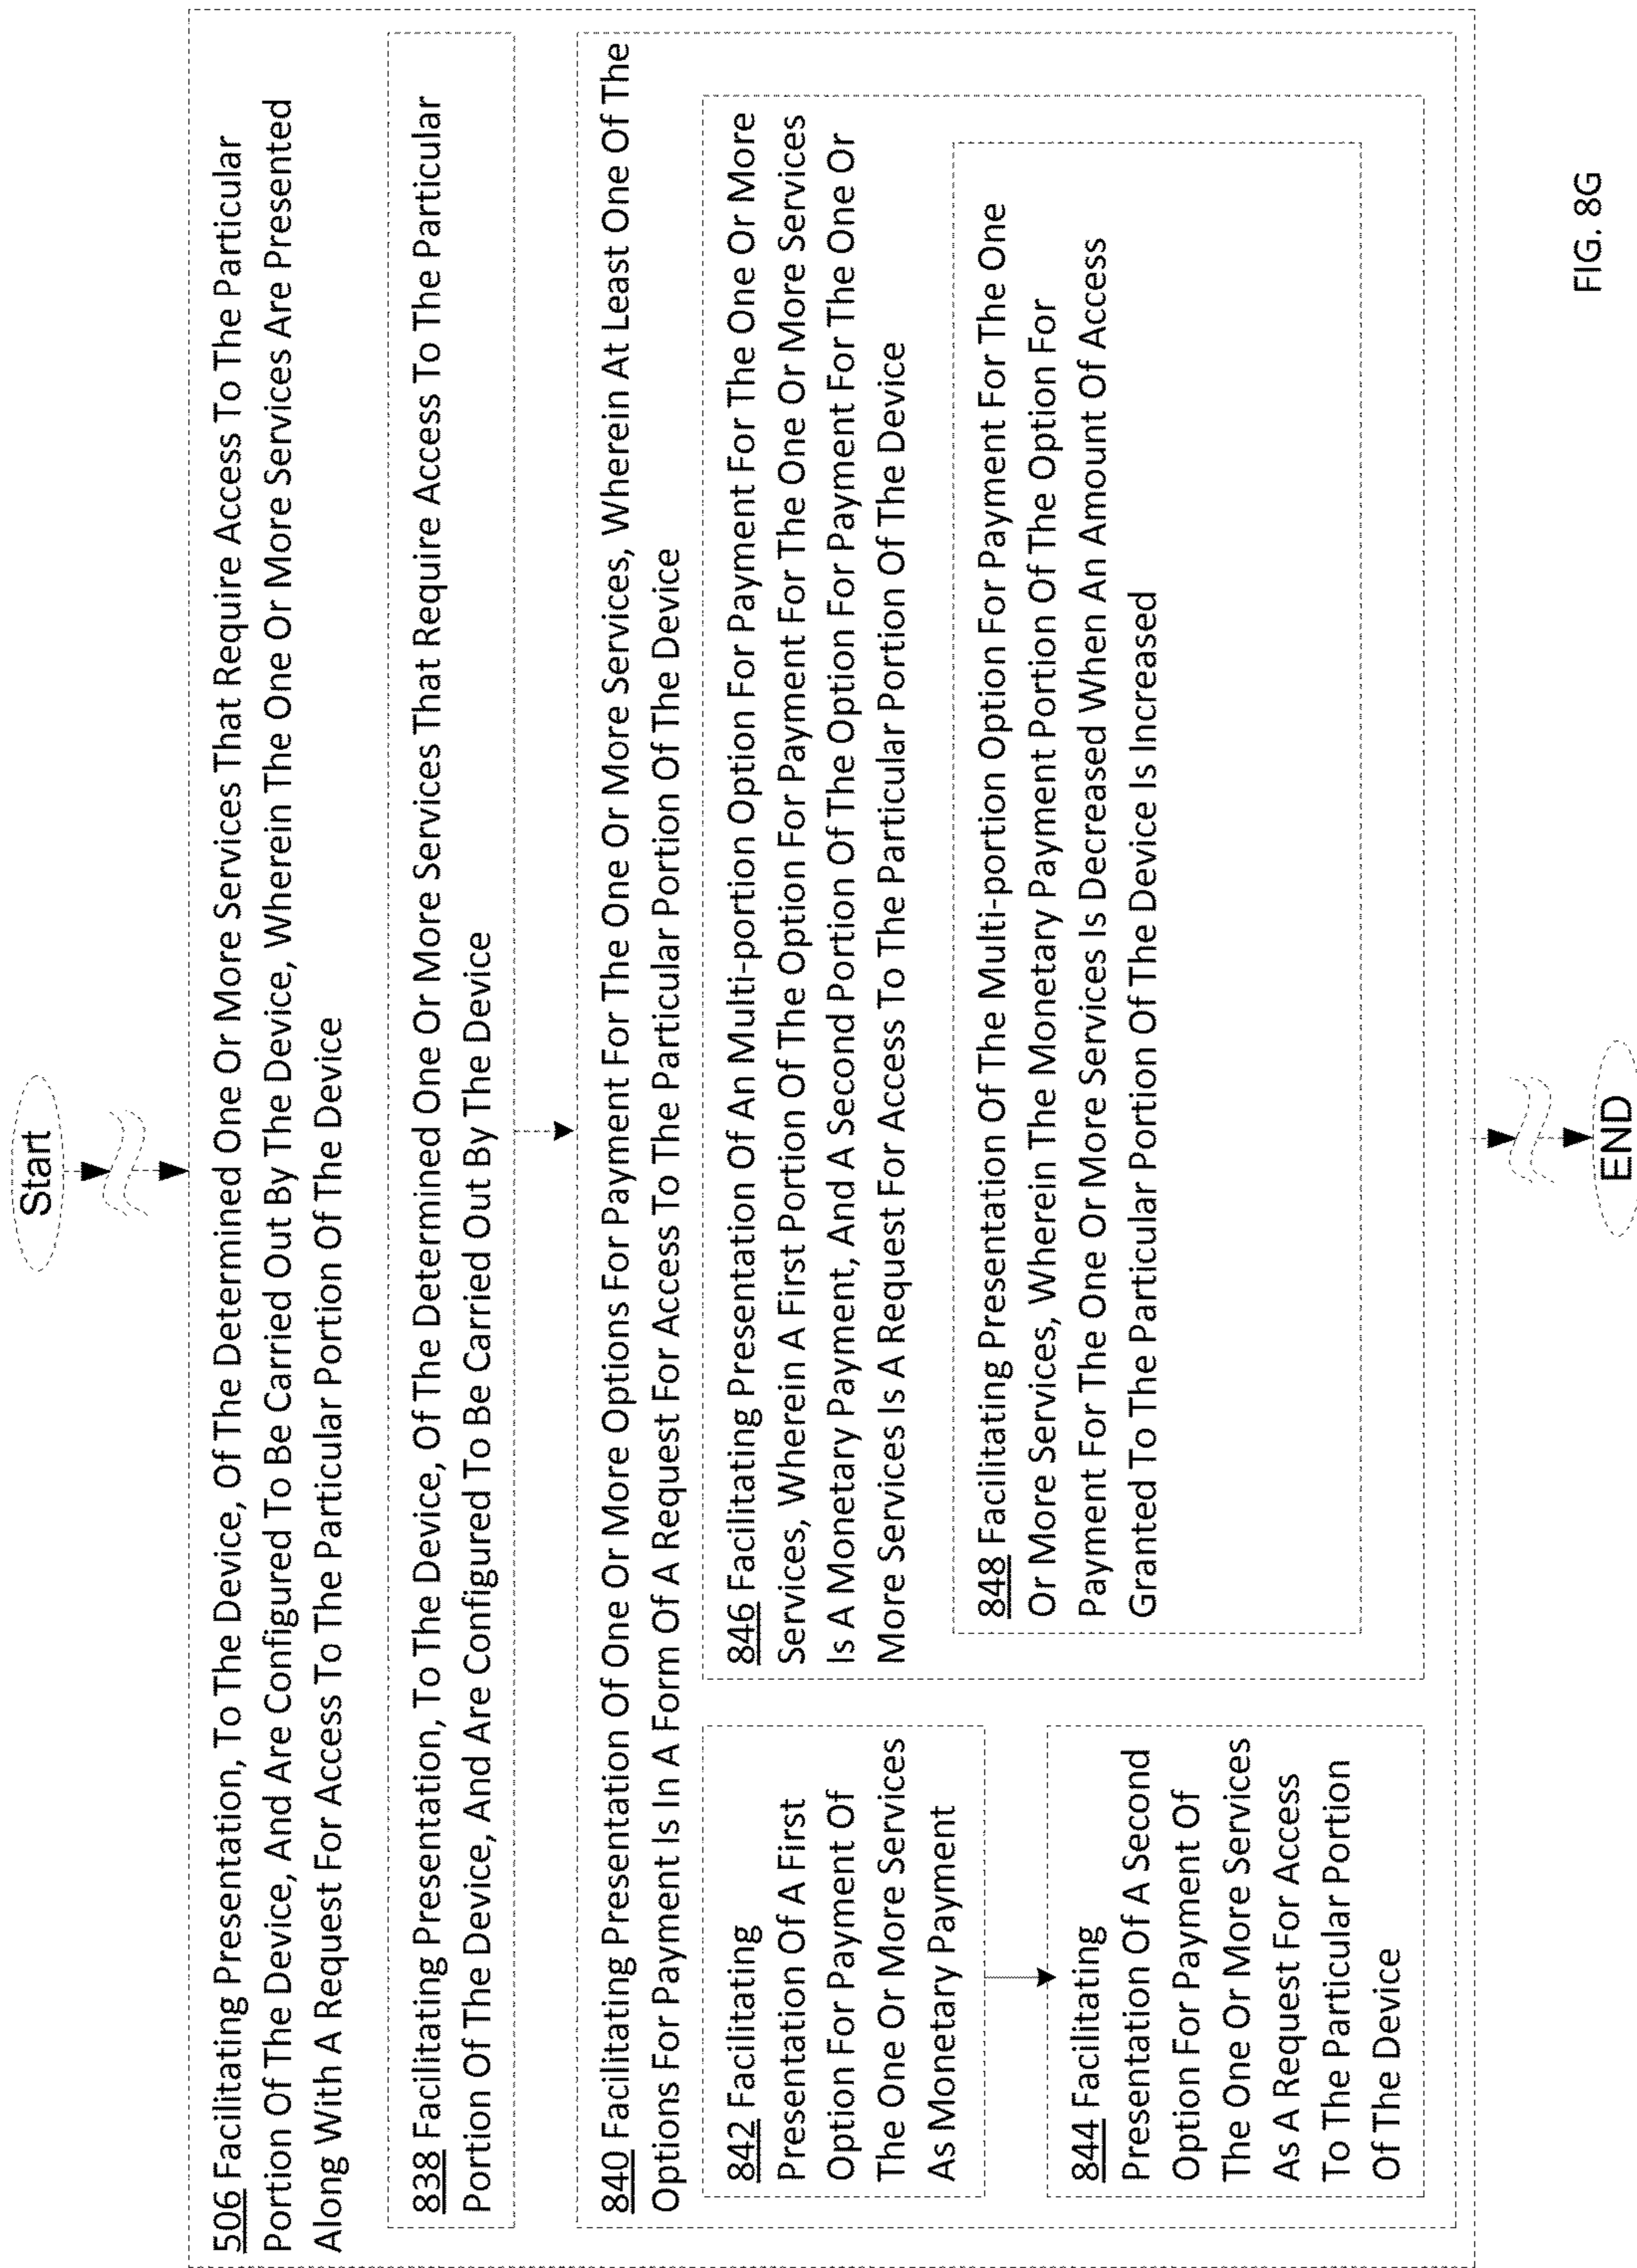 Start
506 Facilitating Presentation, To The Device, Of The Determined One Or More Services That Require Access To The Particular
Portion Of The Device, And Are Configured To Be Carried Out By The Device, Wherein The One Or More Services Are Presented
Along With A Request For Access To The Particular Portion Of The Device
838 Facilitating Presentation, To The Device, Of The Determined One Or More Services That Require Access To The Particular
Portion Of The Device, And Are Configured To Be Carried Out By The Device
840 Facilitating Presentation Of One Or More Options For Payment For The One Or More Services, Wherein At Least One Of The
Options For Payment Is In A Form Of A Request For Access To The Particular Portion Of The Device
842 Facilitating
Presentation Of A First
Option For Payment Of
The One Or More Services
As Monetary Payment
844 Facilitating
Presentation Of A Second
Option For Payment Of
The One Or More Services
As A Request For Access
To The Particular Portion
Of The Device
846 Facilitating Presentation Of An Multi-portion Option For Payment For The One Or More
Services, Wherein A First Portion Of The Option For Payment For The One Or More Services
Is A Monetary Payment, And A Second Portion Of The Option For Payment For The One Or
More Services Is A Request For Access To The Particular Portion Of The Device
848 Facilitating Presentation Of The Multi-portion Option For Payment For The One
Or More Services, Wherein The Monetary Payment Portion Of The Option For
Payment For The One Or More Services Is Decreased When An Amount Of Access
Granted To The Particular Portion Of The Device Is Increased
END
FIG. 8G